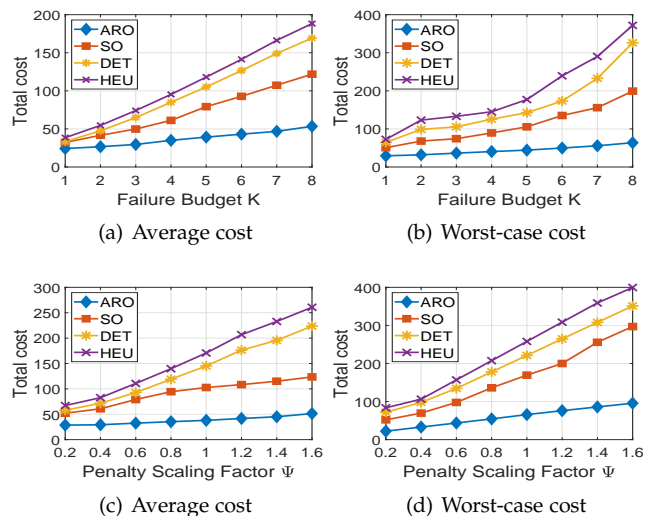 200
150
100
50
0
Total cost
ARO
SO
DET
HEU
1 2 3 4 5 6 7 8
Failure Budget K
(a) Average cost
400
300
200
100
0
Total cost
ARO
SO
DET
HEU
1 2 3 4 5 6 7 8
Failure Budget K
(b) Worst-case cost
300
250
200
150
100
50
0
Total cost
ARO
SO
DET
HEU
0.2 0.4 0.6 0.8 1 1.2 1.4 1.6
Penalty Scaling Factor Ψ
(c) Average cost
400
300
200
100
0
Total cost
ARO
SO
DET
HEU
0.2 0.4 0.6 0.8 1 1.2 1.4 1.6
Penalty Scaling Factor Ψ
(d) Worst-case cost